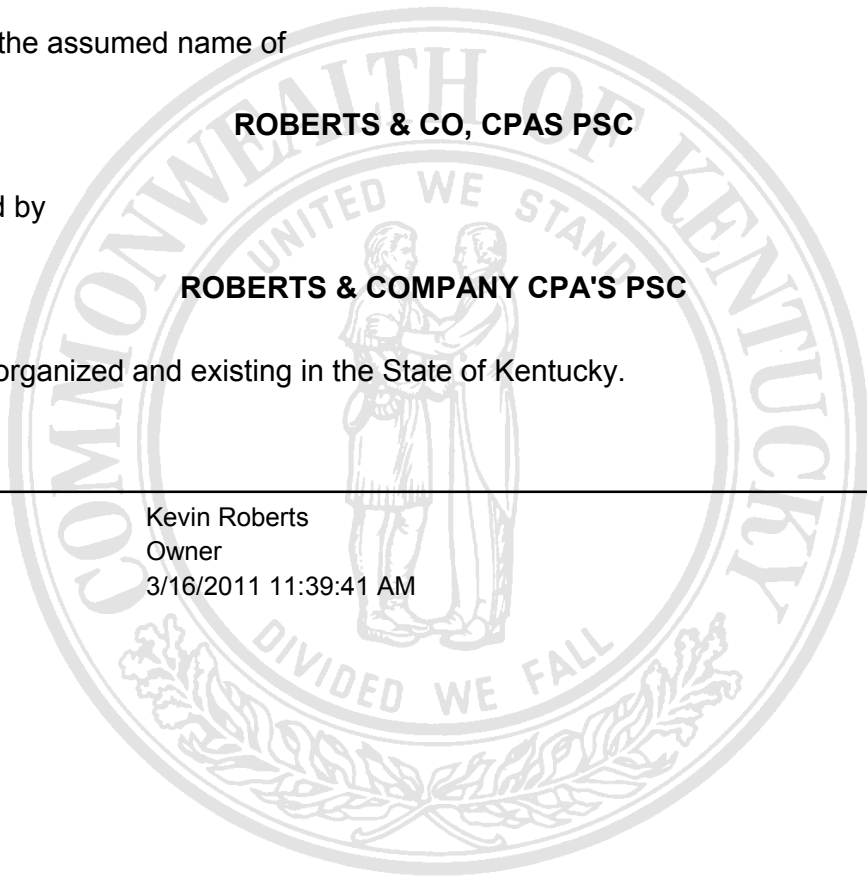 the assumed name of
ROBERTS & CO, CPAS PSC
d by
ROBERTS & COMPANY CPA'S PSC
organized and existing in the State of Kentucky.
Kevin Roberts
Owner
3/16/2011 11:39:41 AM
COMMONWEALTH OF KENTUCKY
UNITED WE STAND
DIVIDED WE FALL